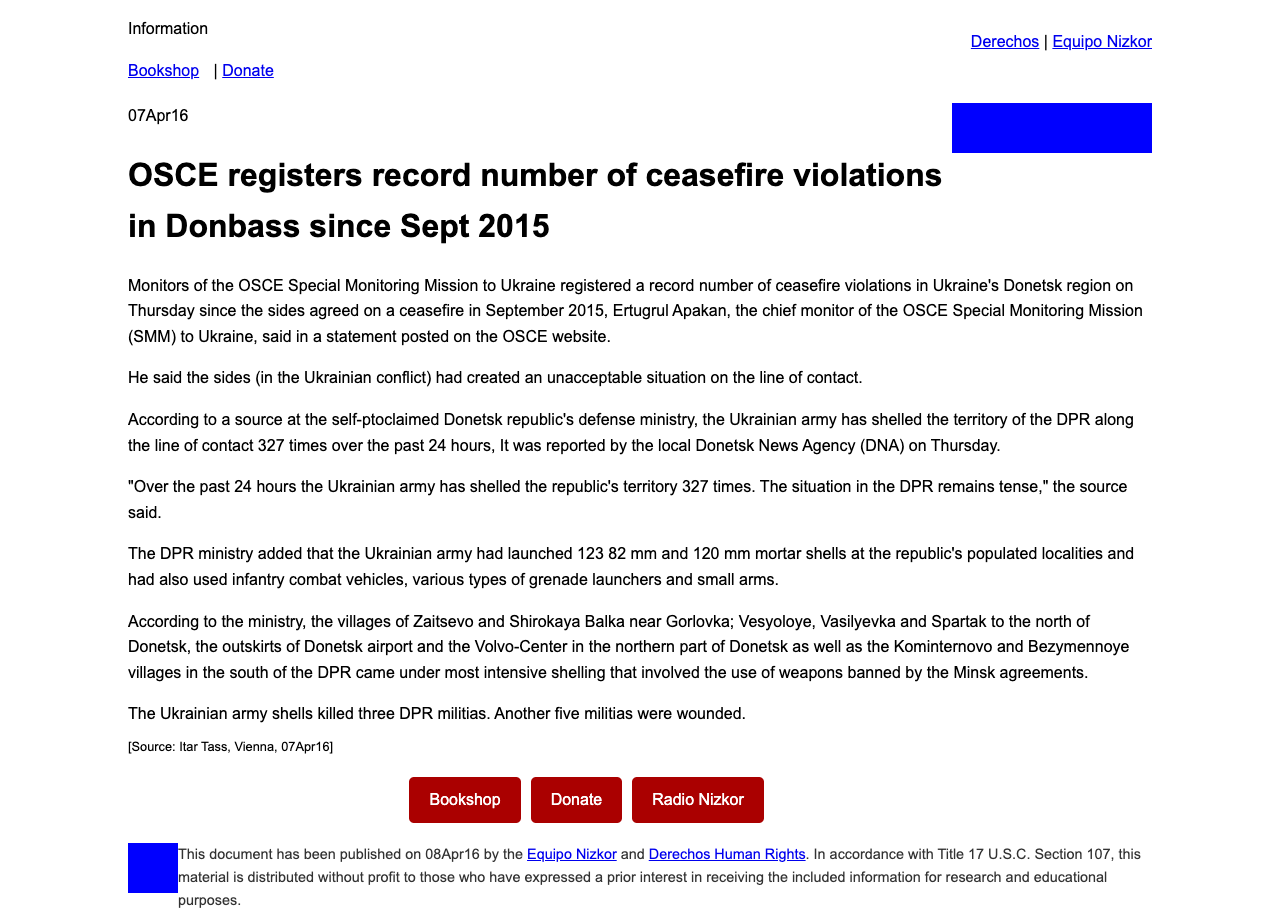 Information
Derechos | Equipo Nizkor
Bookshop | Donate
07Apr16
OSCE registers record number of ceasefire violations
in Donbass since Sept 2015
Monitors of the OSCE Special Monitoring Mission to Ukraine registered a record number of ceasefire violations in Ukraine's Donetsk region on
Thursday since the sides agreed on a ceasefire in September 2015, Ertugrul Apakan, the chief monitor of the OSCE Special Monitoring Mission
(SMM) to Ukraine, said in a statement posted on the OSCE website.
He said the sides (in the Ukrainian conflict) had created an unacceptable situation on the line of contact.
According to a source at the self-ptoclaimed Donetsk republic's defense ministry, the Ukrainian army has shelled the territory of the DPR along
the line of contact 327 times over the past 24 hours, It was reported by the local Donetsk News Agency (DNA) on Thursday.
"Over the past 24 hours the Ukrainian army has shelled the republic's territory 327 times. The situation in the DPR remains tense," the source
said.
The DPR ministry added that the Ukrainian army had launched 123 82 mm and 120 mm mortar shells at the republic's populated localities and
had also used infantry combat vehicles, various types of grenade launchers and small arms.
According to the ministry, the villages of Zaitsevo and Shirokaya Balka near Gorlovka; Vesyoloye, Vasilyevka and Spartak to the north of
Donetsk, the outskirts of Donetsk airport and the Volvo-Center in the northern part of Donetsk as well as the Kominternovo and Bezymennoye
villages in the south of the DPR came under most intensive shelling that involved the use of weapons banned by the Minsk agreements.
The Ukrainian army shells killed three DPR militias. Another five militias were wounded.
[Source: Itar Tass, Vienna, 07Apr16]
Bookshop Donate Radio Nizkor
This document has been published on 08Apr16 by the Equipo Nizkor and Derechos Human Rights. In accordance with Title 17 U.S.C. Section 107, this
material is distributed without profit to those who have expressed a prior interest in receiving the included information for research and educational
purposes.